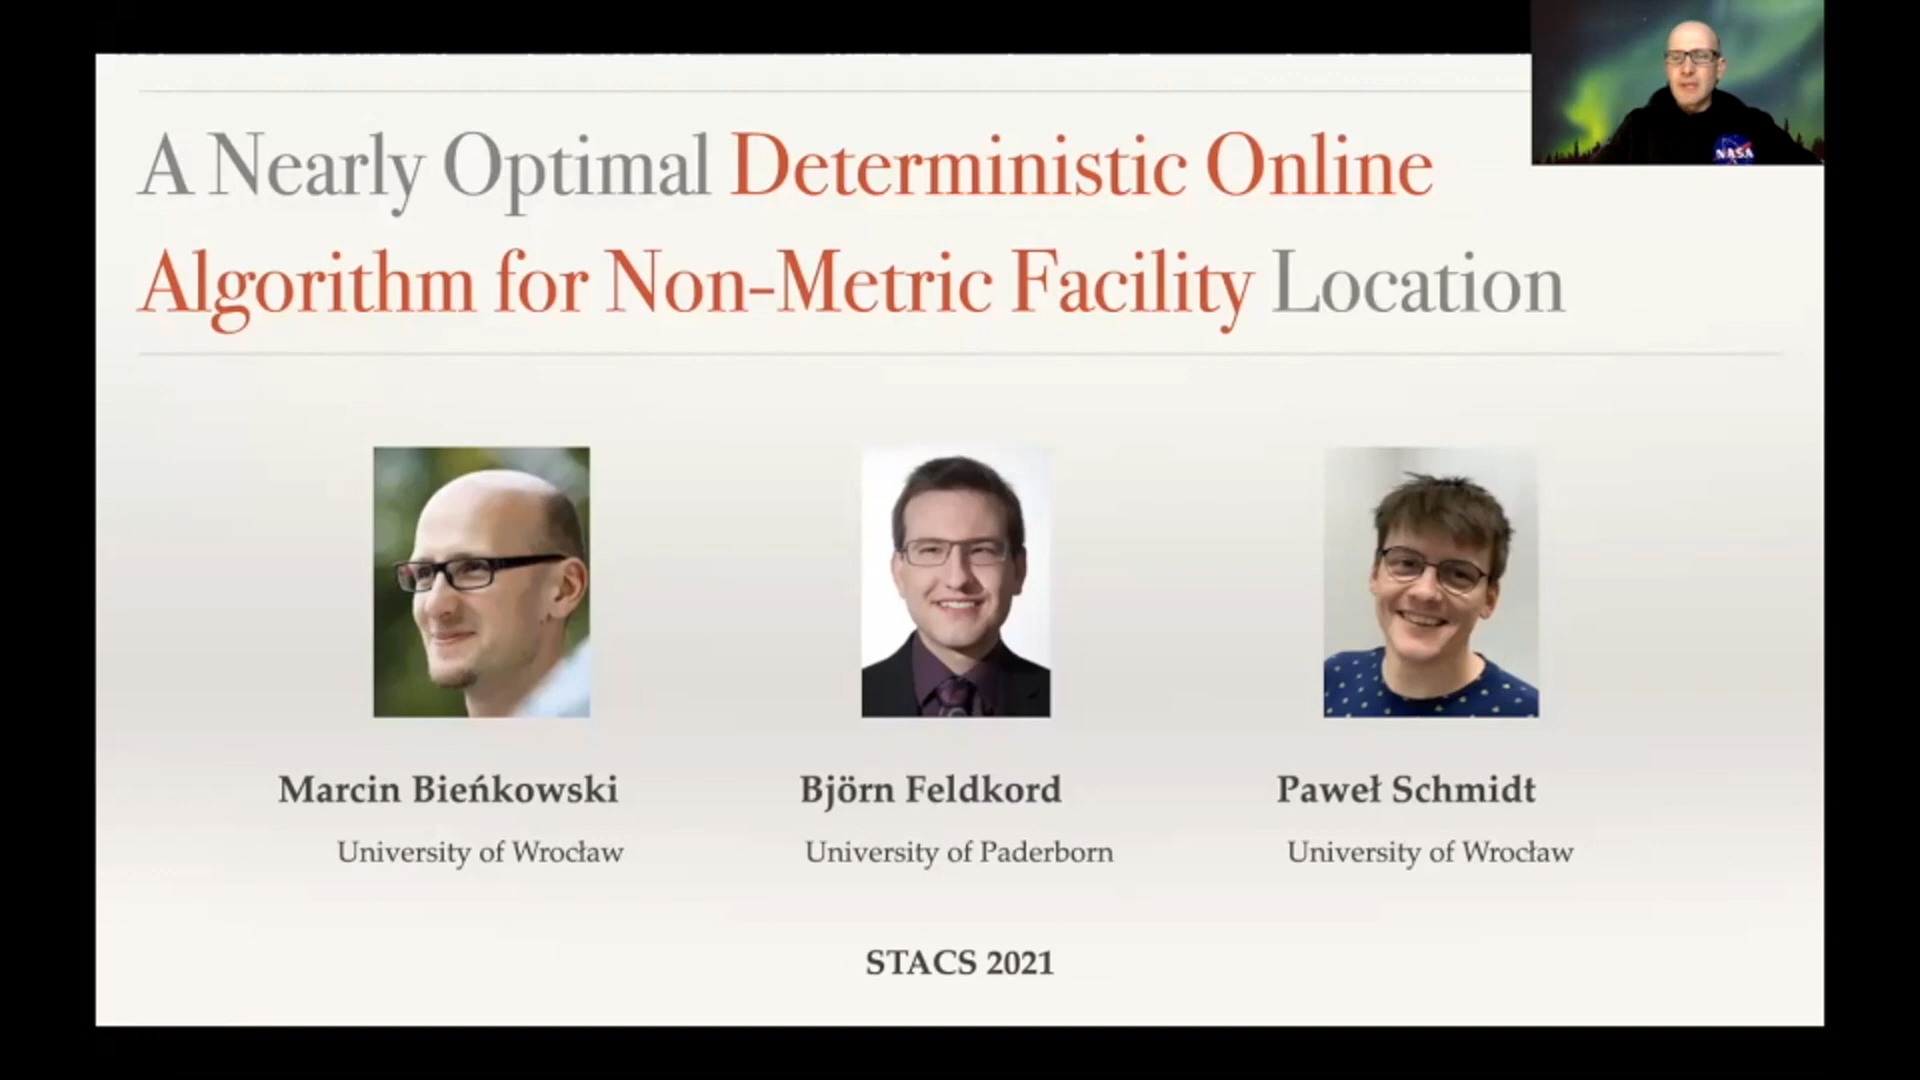 A Nearly Optimal Deterministic Online
Algorithm for Non-Metric Facility Location
NASA
Marcin Bieńkowski
Björn Feldkord
Paweł Schmidt
University of Wrocław
University of Paderborn
University of Wrocław
STACS 2021